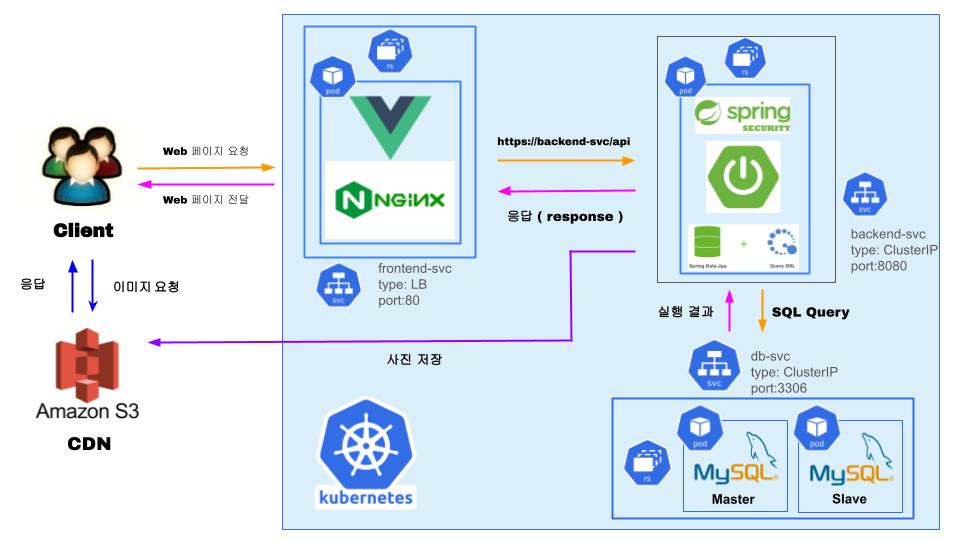 Client
Web 페이지 요청
Web 페이지 전달
응답
이미지 요청
Amazon S3
CDN
rs
pod
NGiNX
frontend-svc
type: LB
port:80
svc
https://backend-svc/api
응답 ( response )
사진 저장
rs
pod
spring
SECURITY
Spring Data Jpa
+
Query DSL
svc
backend-svc
type: ClusterIP
port:8080
실행 결과
SQL Query
svc
db-svc
type: ClusterIP
port:3306
kubernetes
rs
pod
MySQL®
Master
pod
MySQL®
Slave